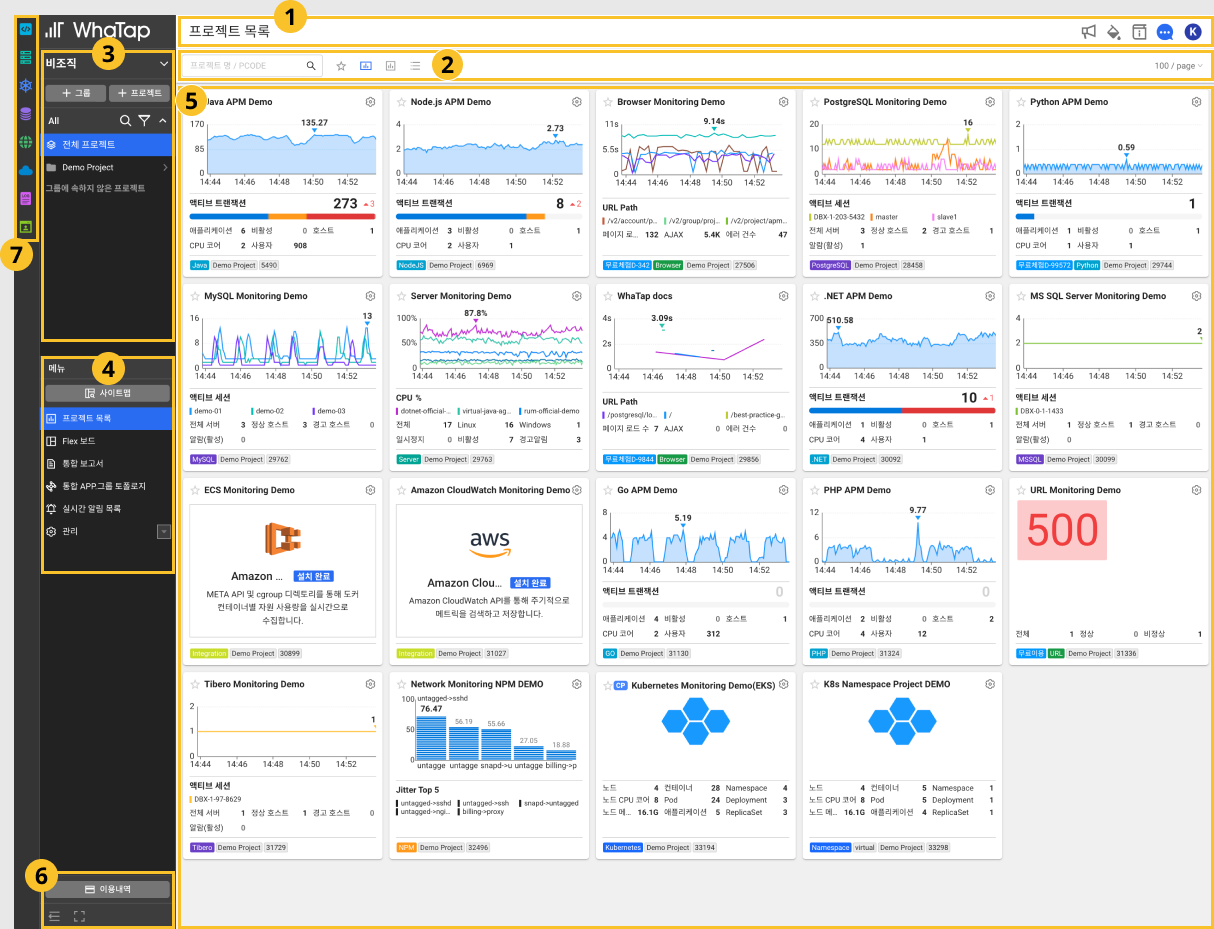 WhaTap
1
프로젝트 목록
K
3
비조직
프로젝트 명 / PCODE
2
100 / page
+ 그룹
+ 프로젝트
All
전체 프로젝트
Demo Project
그룹에 속하지 않은 프로젝트
7
4
메뉴
사이트맵
프로젝트 목록
Flex 보드
통합 보고서
통합 APP.그룹 토폴로지
실시간 알림 목록
관리
6
이용내역
5
Java APM Demo
170
85
0
135.27
14:44 14:46 14:48 14:50 14:52
액티브 트랜잭션
273 3
애플리케이션 6 비활성 0 호스트 1
CPU 코어 2 사용자 908
Java Demo Project 5490
Node.js APM Demo
4
2
0
2.73
14:44 14:46 14:48 14:50 14:52
액티브 트랜잭션
8 2
애플리케이션 3 비활성 0 호스트 1
CPU 코어 2 사용자 1
NodeJS Demo Project 6969
Browser Monitoring Demo
11s
5.5s
0
9.14s
14:44 14:46 14:48 14:50 14:52
URL Path
/v2/account/p... /v2/group/proj... /v2/project/apm...
페이지 로... 132 AJAX 5.4K 에러 건수 47
무료체험D-342 Browser Demo Project 27506
PostgreSQL Monitoring Demo
20
10
0
16
14:44 14:46 14:48 14:50 14:52
액티브 세션
DBX-1-203-5432 master slave1
전체 서버 3 정상 호스트 2 경고 호스트 1
알람(활성) 1
PostgreSQL Demo Project 28458
Python APM Demo
2
1
0
0.59
14:44 14:46 14:48 14:50 14:52
액티브 트랜잭션
1
애플리케이션 1 비활성 0 호스트 1
CPU 코어 1 사용자 1
무료체험D-99572 Python Demo Project 29744
MySQL Monitoring Demo
16
8
0
13
14:44 14:46 14:48 14:50 14:52
액티브 세션
demo-01 demo-02 demo-03
전체 서버 3 정상 호스트 3 경고 호스트 0
알람(활성) 0
MySQL Demo Project 29762
Server Monitoring Demo
100%
50%
0
87.8%
14:44 14:46 14:48 14:50 14:52
CPU %
dotnet-official-... virtual-java-ag... rum-official-demo
전체 17 Linux 16 Windows 1
일시정지 0 비활성 7 경고알림 3
Server Demo Project 29763
WhaTap docs
4s
2s
0
3.09s
14:44 14:46 14:48 14:50 14:52
URL Path
/postgresql/lo... / /best-practice-g...
페이지 로드 수 7 AJAX 0 에러 건수 0
무료체험D-9844 Browser Demo Project 29856
.NET APM Demo
700
350
0
510.58
14:44 14:46 14:48 14:50 14:52
액티브 트랜잭션
10 1
애플리케이션 1 비활성 0 호스트 1
CPU 코어 4 사용자 1
.NET Demo Project 30092
MS SQL Server Monitoring Demo
4
2
0
2
14:44 14:46 14:48 14:50 14:52
액티브 세션
DBX-0-1-1433
전체 서버 1 정상 호스트 1 경고 호스트 0
알람(활성) 0
MSSQL Demo Project 30099
ECS Monitoring Demo
Amazon ... 설치 완료
META API 및 cgroup 디렉토리를 통해 도커
컨테이너별 자원 사용량을 실시간으로
수집합니다.
Integration Demo Project 30899
Amazon CloudWatch Monitoring Demo
aws
Amazon Clou... 설치 완료
Amazon CloudWatch API를 통해 주기적으로
메트릭을 검색하고 저장합니다.
Integration Demo Project 31027
Go APM Demo
8
4
0
5.19
14:44 14:46 14:48 14:50 14:52
액티브 트랜잭션
0
애플리케이션 4 비활성 0 호스트 1
CPU 코어 2 사용자 312
GO Demo Project 31130
PHP APM Demo
12
6
0
9.77
14:44 14:46 14:48 14:50 14:52
액티브 트랜잭션
0
애플리케이션 2 비활성 0 호스트 2
CPU 코어 4 사용자 12
PHP Demo Project 31324
URL Monitoring Demo
500
전체 1 정상 0 비정상 1
무료이용 URL Demo Project 31336
Tibero Monitoring Demo
2
1
0
1
14:44 14:46 14:48 14:50 14:52
액티브 세션
DBX-1-97-8629
전체 서버 1 정상 호스트 1 경고 호스트 0
알람(활성) 0
Tibero Demo Project 31729
Network Monitoring NPM DEMO
100
50
0
untagged->sshd
76.47
56.19
55.66
27.05
18.88
untagge untagge snapd->u untagge billing->p
Jitter Top 5
untagged->sshd untagged->ssh snapd->untagged
untagged->ngi... billing->proxy
NPM Demo Project 32496
CP Kubernetes Monitoring Demo(EKS)
노드 4 컨테이너 28 Namespace 4
노드 CPU 코어 8 Pod 24 Deployment 3
노드 메... 16.1G 애플리케이션 5 ReplicaSet 3
Kubernetes Demo Project 33194
K8s Namespace Project DEMO
노드 4 컨테이너 5 Namespace 1
노드 CPU 코어 8 Pod 5 Deployment 1
노드 메... 16.1G 애플리케이션 4 ReplicaSet 1
Namespace virtual Demo Project 33298